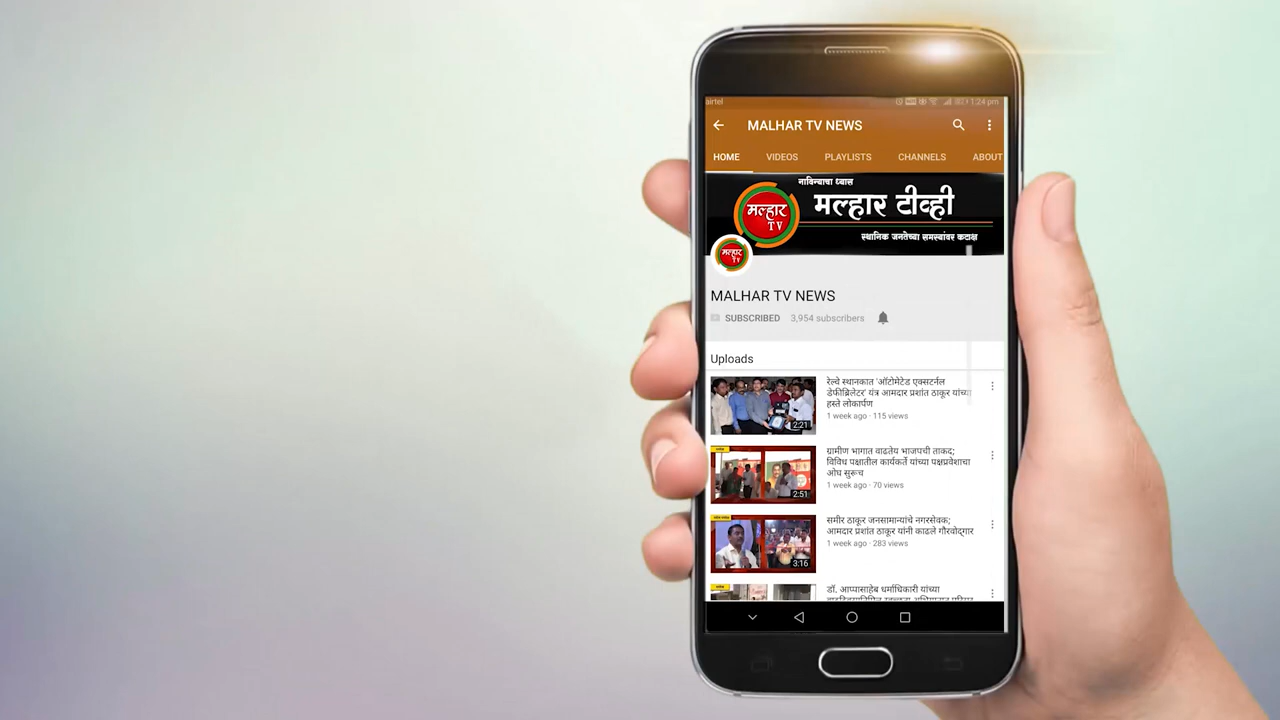 airtel
1:24 pm
MALHAR TV NEWS
HOME VIDEOS PLAYLISTS CHANNELS ABOUT
नाविन्याचा ध्यास
मल्हार टीव्ही
मल्हार
TV
स्थानिक जनतेच्या समस्यांवर कटाक्ष
मल्हार
TV
MALHAR TV NEWS
SUBSCRIBED 3,954 subscribers
Uploads
रेल्वे स्थानकात 'ऑटोमेटेड एक्सटर्नल
डेफीब्रिलेटर' यंत्र आमदार प्रशांत ठाकूर यांच्या
हस्ते लोकार्पण
1 week ago · 115 views
2:21
ग्रामीण भागात वाढतेय भाजपची ताकद;
विविध पक्षातील कार्यकर्ते यांच्या पक्षप्रवेशाचा
ओघ सुरूच
1 week ago · 70 views
2:51
समीर ठाकूर जनसामान्यांचे नगरसेवक;
आमदार प्रशांत ठाकूर यांनी काढले गौरवोद्गार
1 week ago · 283 views
3:16
डॉ. आप्पासाहेब धर्माधिकारी यांच्या